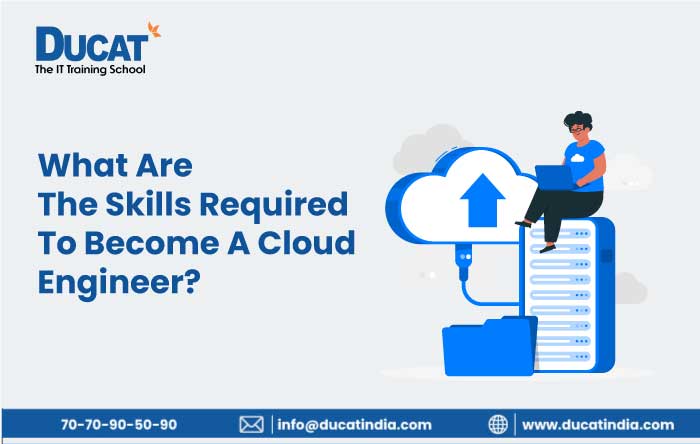 DUCAT
The IT Training School
What Are
The Skills Required
To Become A Cloud
Engineer?
70-70-90-50-90
info@ducatindia.com
www.ducatindia.com